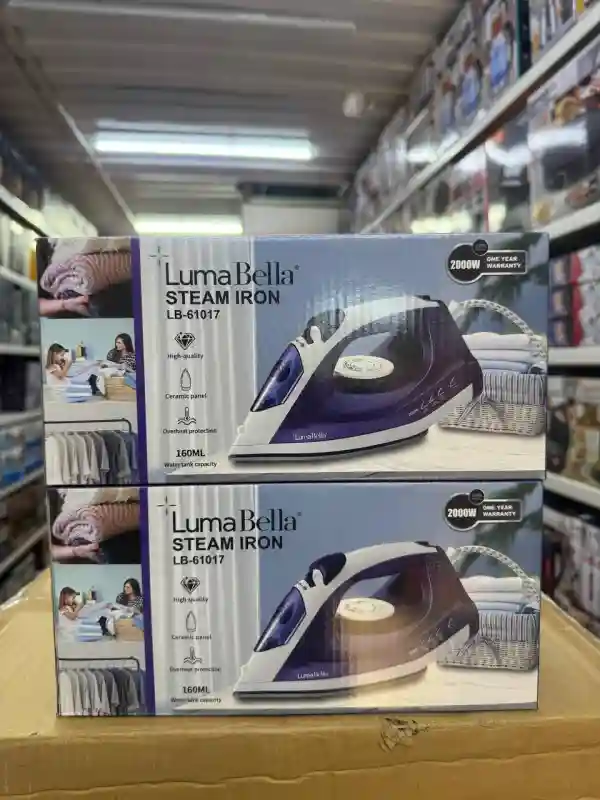 LumaBella®
STEAM IRON
LB-61017
2000W
ONE YEAR
WARRANTY
High-quality
Ceramic panel
Overheat protection
160ML
Water tank capacity
LumaBella
LumaBella®
STEAM IRON
LB-61017
2000W
ONE YEAR
WARRANTY
High-quality
Ceramic panel
Overheat protection
160ML
Water tank capacity
LumaBella